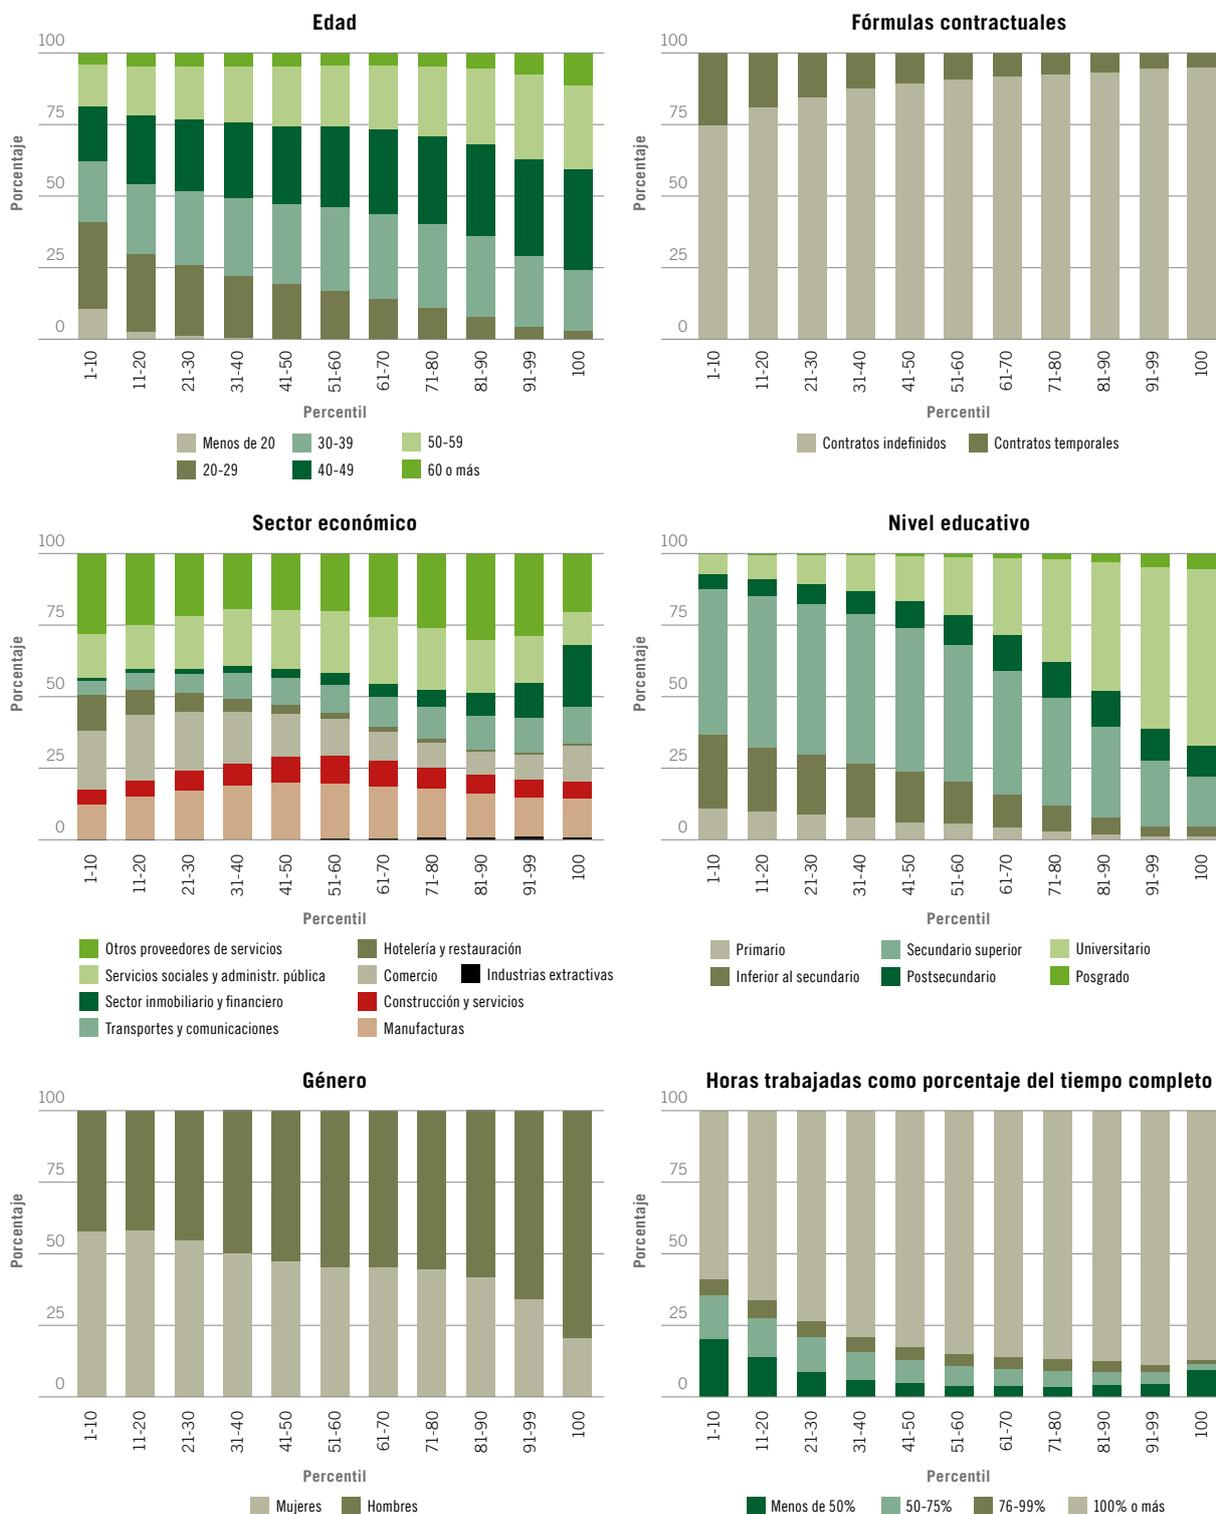 Edad
100
75
50
25
0
Porcentaje
1-10
11-20
21-30
31-40
41-50
51-60
61-70
71-80
81-90
91-99
100
Percentil
Menos de 20
30-39
50-59
20-29
40-49
60 o más
Fórmulas contractuales
100
75
50
25
0
Porcentaje
1-10
11-20
21-30
31-40
41-50
51-60
61-70
71-80
81-90
91-99
100
Percentil
Contratos indefinidos
Contratos temporales
Sector económico
100
75
50
25
0
Porcentaje
1-10
11-20
21-30
31-40
41-50
51-60
61-70
71-80
81-90
91-99
100
Percentil
Otros proveedores de servicios
Hotelería y restauración
Servicios sociales y administr. pública
Comercio
Industrias extractivas
Sector inmobiliario y financiero
Construcción y servicios
Transportes y comunicaciones
Manufacturas
Nivel educativo
100
75
50
25
0
Porcentaje
1-10
11-20
21-30
31-40
41-50
51-60
61-70
71-80
81-90
91-99
100
Percentil
Primario
Secundario superior
Universitario
Inferior al secundario
Postsecundario
Posgrado
Género
100
75
50
25
0
Porcentaje
1-10
11-20
21-30
31-40
41-50
51-60
61-70
71-80
81-90
91-99
100
Percentil
Mujeres
Hombres
Horas trabajadas como porcentaje del tiempo completo
100
75
50
25
0
Porcentaje
1-10
11-20
21-30
31-40
41-50
51-60
61-70
71-80
81-90
91-99
100
Percentil
Menos de 50%
50-75%
76-99%
100% o más